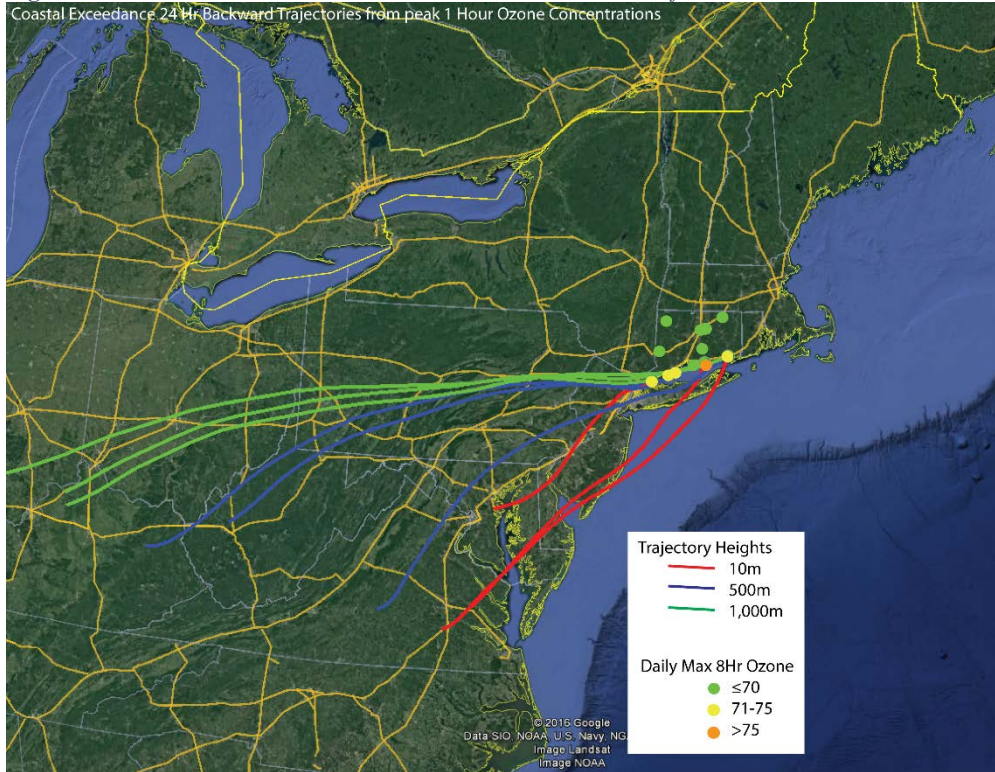 Coastal Exceedance 24 Hr Backward Trajectories from peak 1 Hour Ozone Concentrations
Trajectory Heights
10m
500m
1,000m
Daily Max 8Hr Ozone
≤70
71-75
>75
© 2016 Google
Data SIO, NOAA, U.S. Navy, NG
Image Landsat
Image NOAA